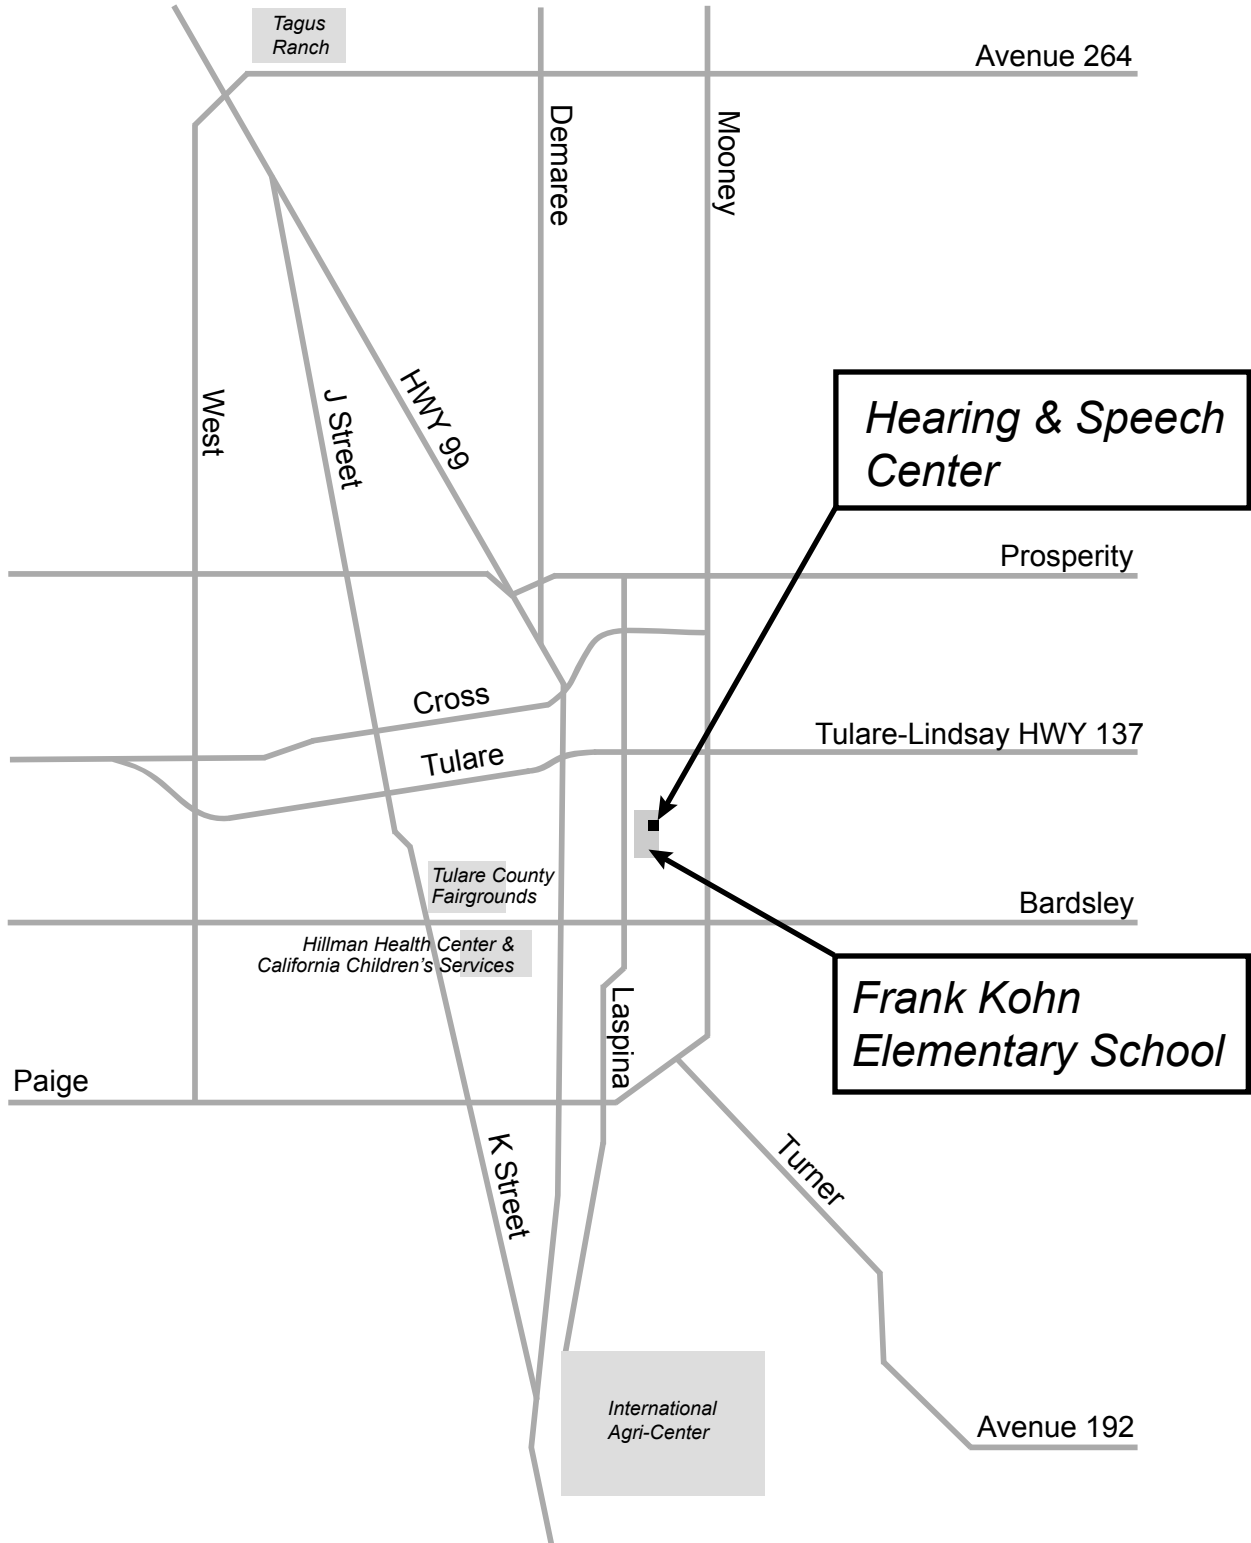 Tagus
Ranch
Avenue 264
Demaree
Mooney
West
J Street
HWY 99
Hearing & Speech
Center
Prosperity
Cross
Tulare
Tulare-Lindsay HWY 137
Tulare County
Fairgrounds
Bardsley
Hillman Health Center &
California Children's Services
Laspina
Frank Kohn
Elementary School
Paige
K Street
Turner
International
Agri-Center
Avenue 192